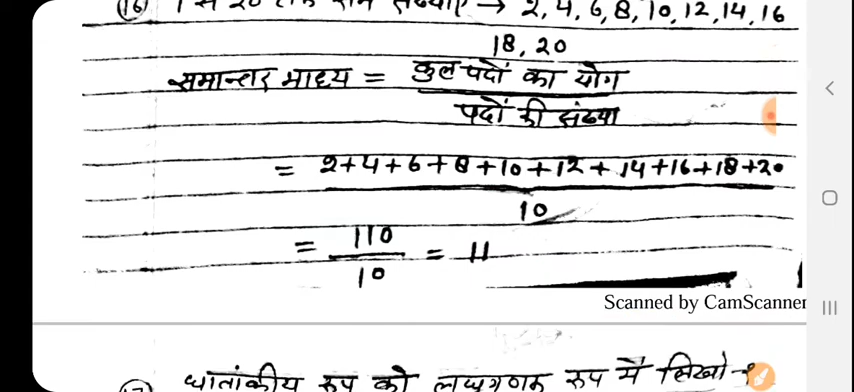 (16) 1 से 20 तक सम संख्याएँ → 2, 4, 6, 8, 10, 12, 14, 16
18, 20
समान्तर माध्य = कुल पदों का योग
पदों की संख्या
= 2+4+6+8+10+12+14+16+18+20
10
= 110
10 = 11
Scanned by CamScanner
घातांकीय रूप को लघुगणक रूप में लिखो →